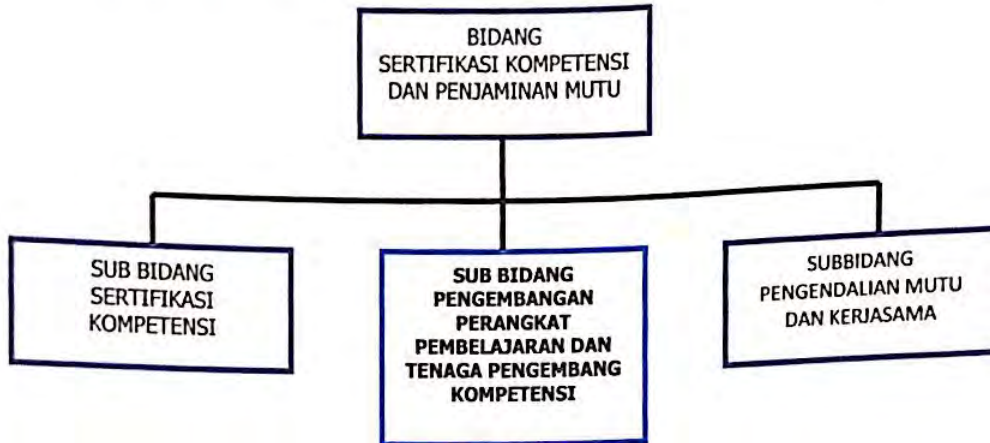 BIDANG
SERTIFIKASI KOMPETENSI
DAN PENJAMINAN MUTU
SUB BIDANG
SERTIFIKASI
KOMPETENSI
SUB BIDANG
PENGEMBANGAN
PERANGKAT
PEMBELAJARAN DAN
TENAGA PENGEMBANG
KOMPETENSI
SUBBIDANG
PENGENDALIAN MUTU
DAN KERJASAMA